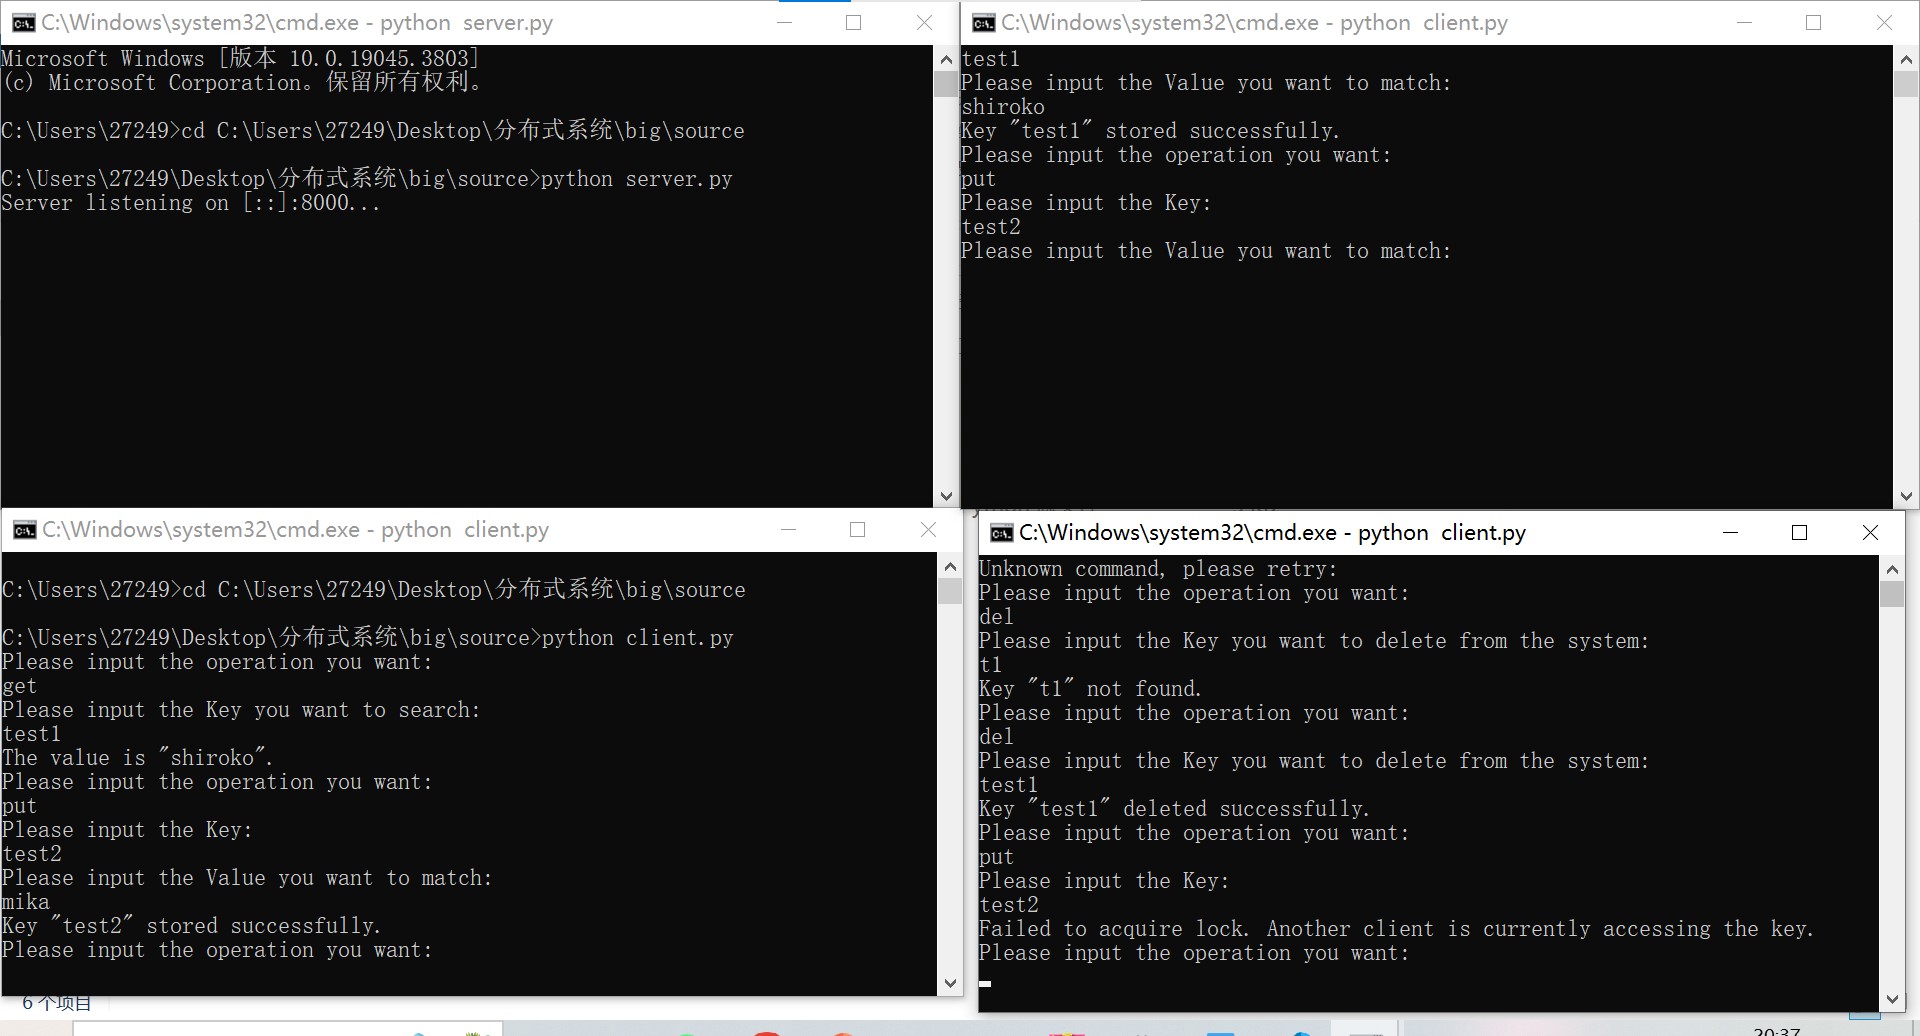 C:\Windows\system32\cmd.exe - python  server.py
Microsoft Windows [版本 10.0.19045.3803]
(c) Microsoft Corporation。保留所有权利。
C:\Users\27249>cd C:\Users\27249\Desktop\分布式系统\big\source
C:\Users\27249\Desktop\分布式系统\big\source>python server.py
Server listening on [::]:8000...
C:\Windows\system32\cmd.exe - python  client.py
test1
Please input the Value you want to match:
shiroko
Key "test1" stored successfully.
Please input the operation you want:
put
Please input the Key:
test2
Please input the Value you want to match:
C:\Windows\system32\cmd.exe - python  client.py
C:\Users\27249>cd C:\Users\27249\Desktop\分布式系统\big\source
C:\Users\27249\Desktop\分布式系统\big\source>python client.py
Please input the operation you want:
get
Please input the Key you want to search:
test1
The value is "shiroko".
Please input the operation you want:
put
Please input the Key:
test2
Please input the Value you want to match:
mika
Key "test2" stored successfully.
Please input the operation you want:
C:\Windows\system32\cmd.exe - python  client.py
Unknown command, please retry:
Please input the operation you want:
del
Please input the Key you want to delete from the system:
t1
Key "t1" not found.
Please input the operation you want:
del
Please input the Key you want to delete from the system:
test1
Key "test1" deleted successfully.
Please input the operation you want:
put
Please input the Key:
test2
Failed to acquire lock. Another client is currently accessing the key.
Please input the operation you want:
6 个项目
20:37